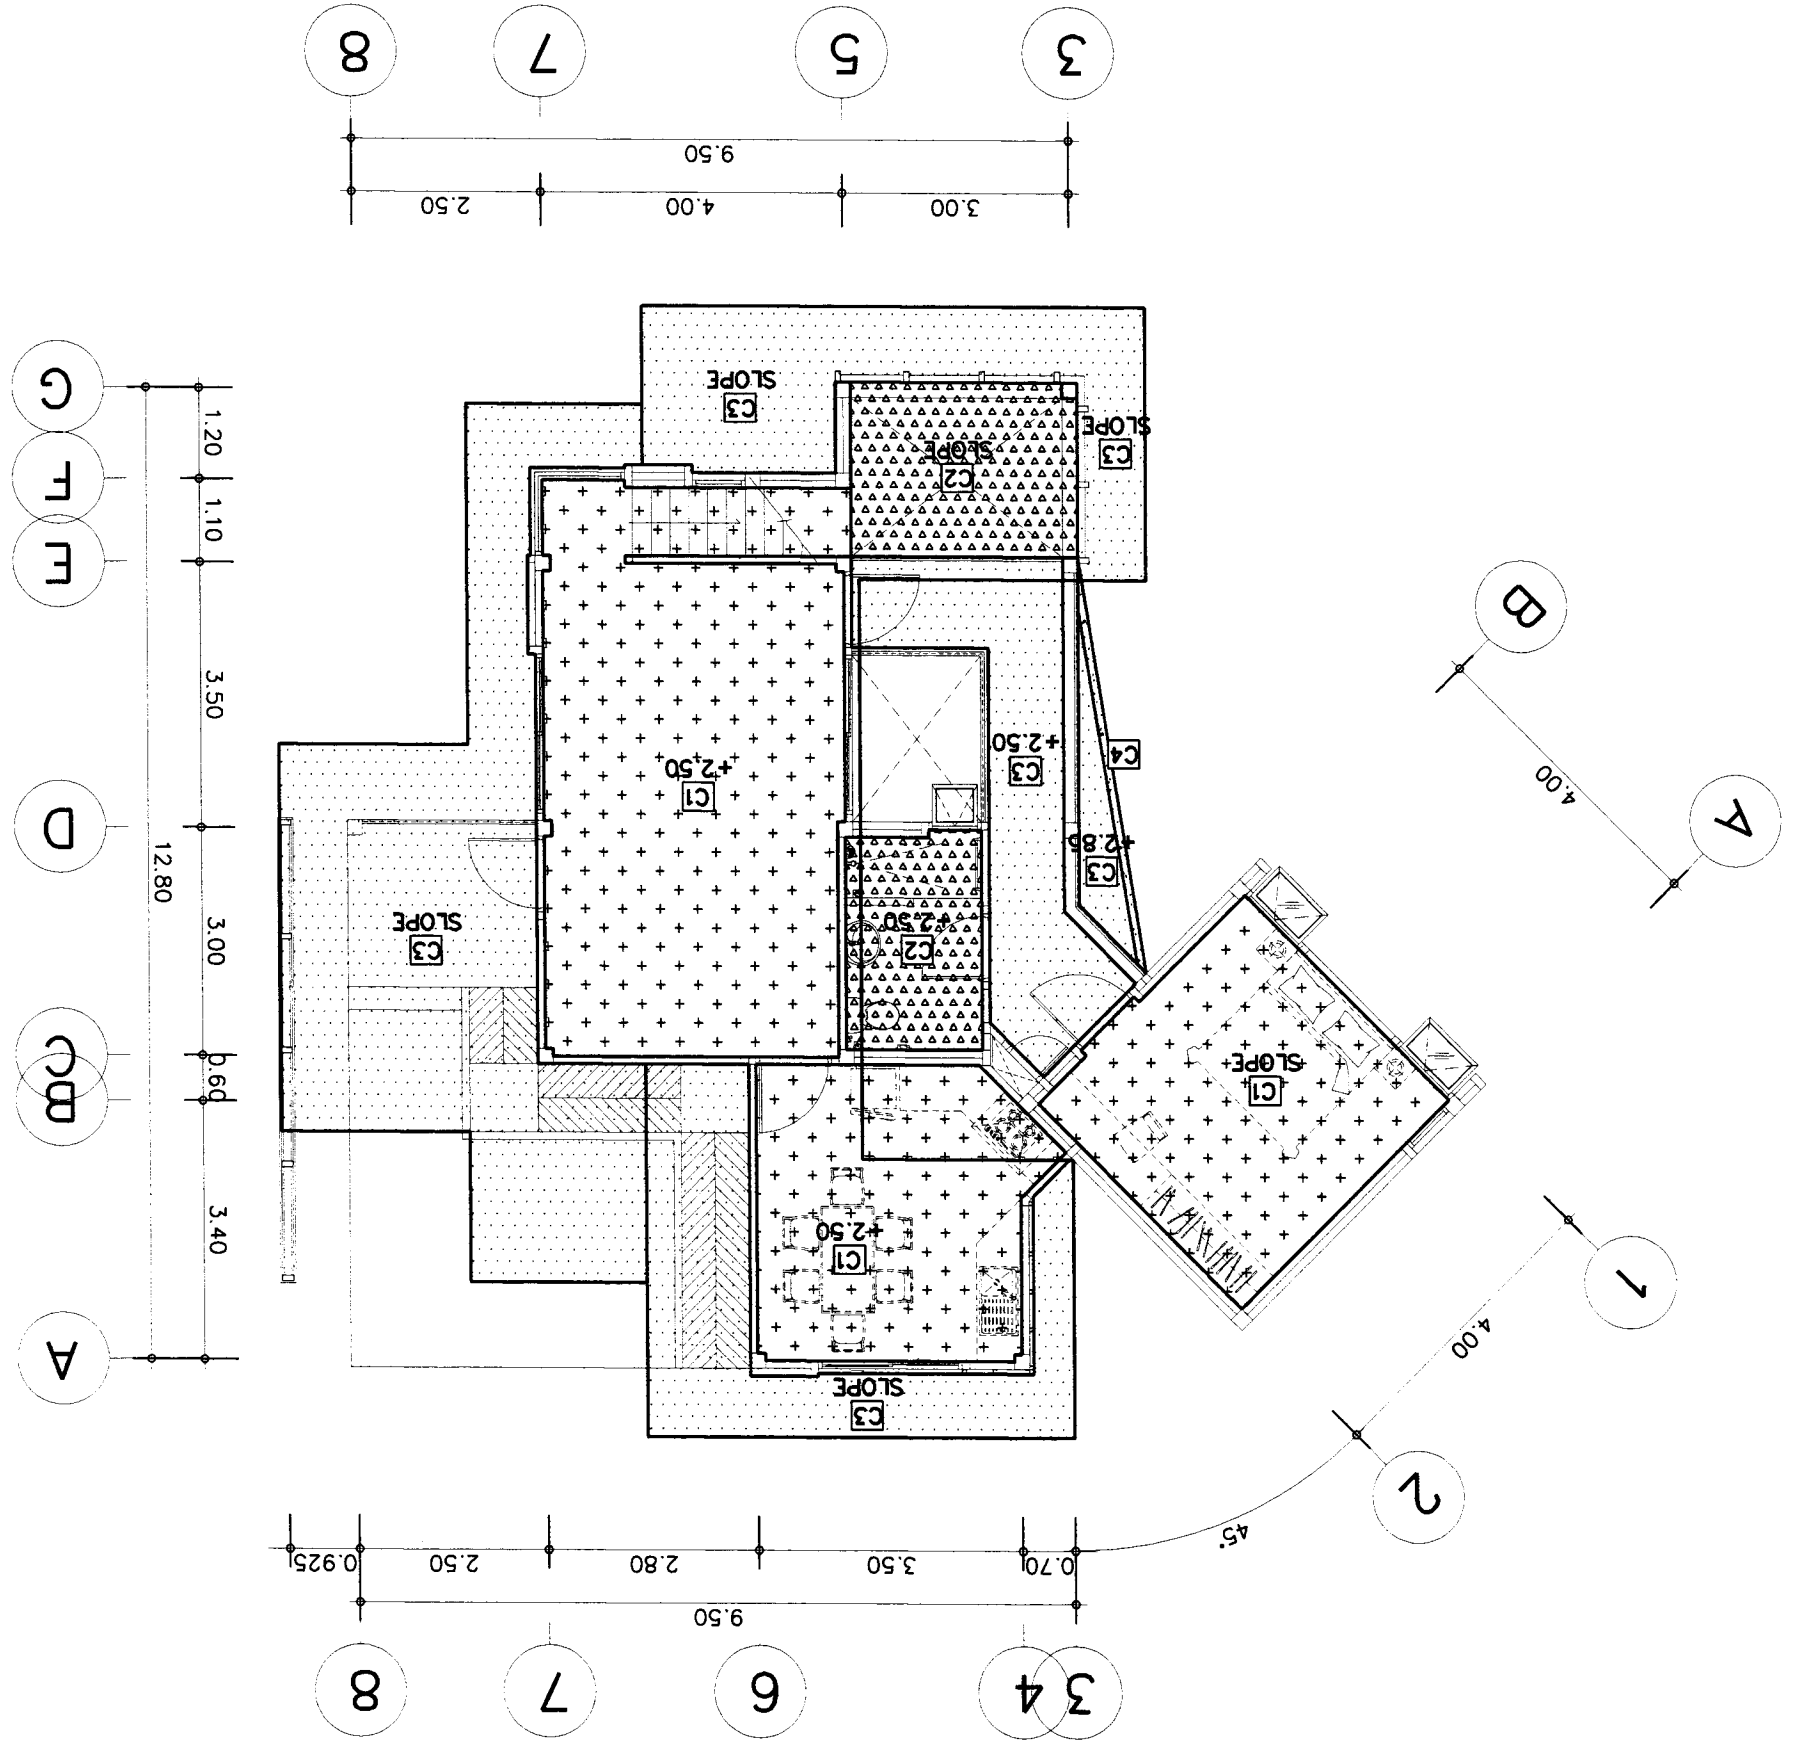 3 4 6 7 8
9.50
0.70 3.50 2.80 2.50 0.925
45°
2
4.00
1
C3
SLOPE
A
3.40
C1
+2.50
B
0.60
C
C1
SLOPE
C2
+2.50
C3
SLOPE
3.00
12.80
C3
+2.85
D
A
4.00
B
C4
C3
+2.50
C1
+2.50
3.50
E
1.10
F
C3
SLOPE
C2
SLOPE
C3
SLOPE
1.20
G
3.00 4.00 2.50
9.50
3 5 7 8